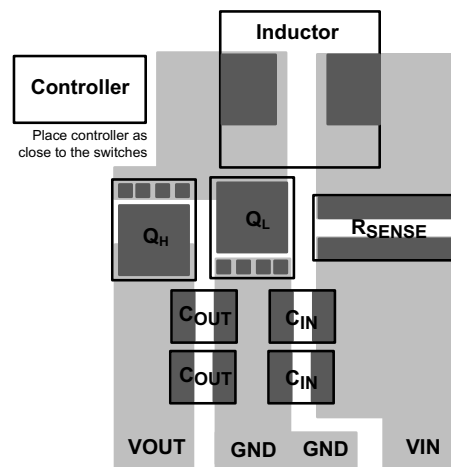 Inductor
Controller
Place controller as
close to the switches
QH
QL
RSENSE
COUT
CIN
COUT
CIN
VOUT
GND
GND
VIN